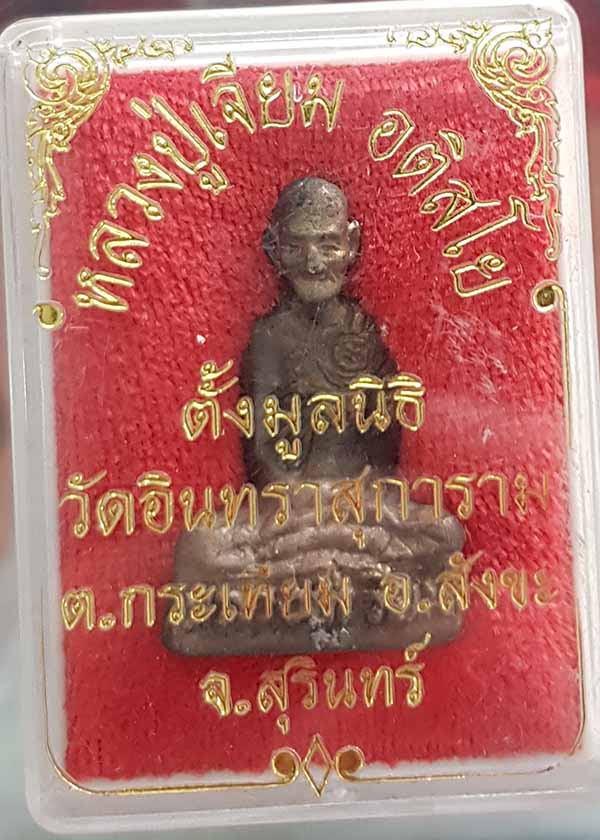 หลวงปู่เจียม อติสโย
ตั้งมูลนิธิ
วัดอินทราสุการาม
ต.กระเทียม อ.สังขะ
จ.สุรินทร์